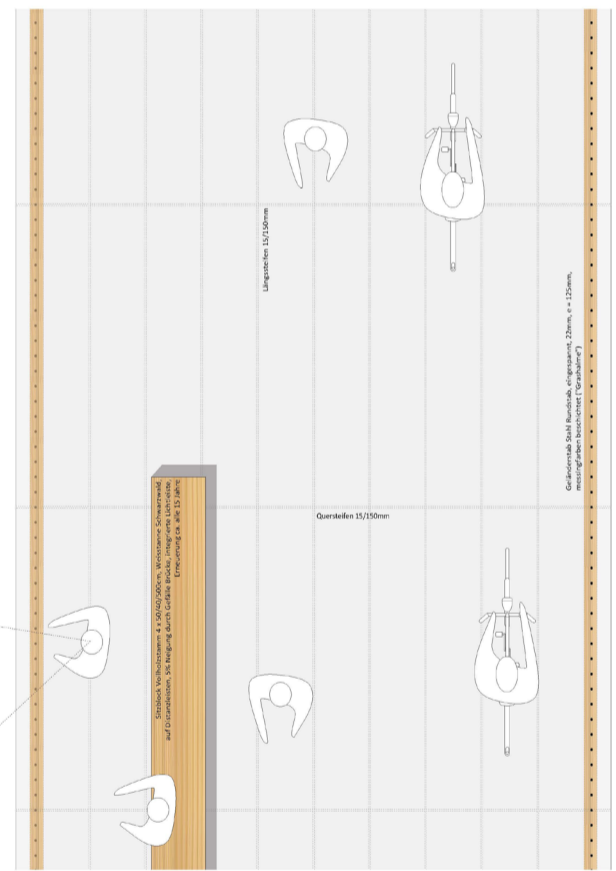 Längssteifen 15/150mm
Geländerstab Stahl Rundstab, eingespannt, 22mm, e = 125mm,
messingfarben beschichtet ("Grashalme")
Sitzblock Vollholzstamm 4 x 50/40/500cm, Weisstanne Schwarzwald,
auf Distanzleisten, 5% Neigung durch Gefälle Brücke, integrierte Lichtleiste,
Erneuerung ca. alle 15 Jahre
Quersteifen 15/150mm